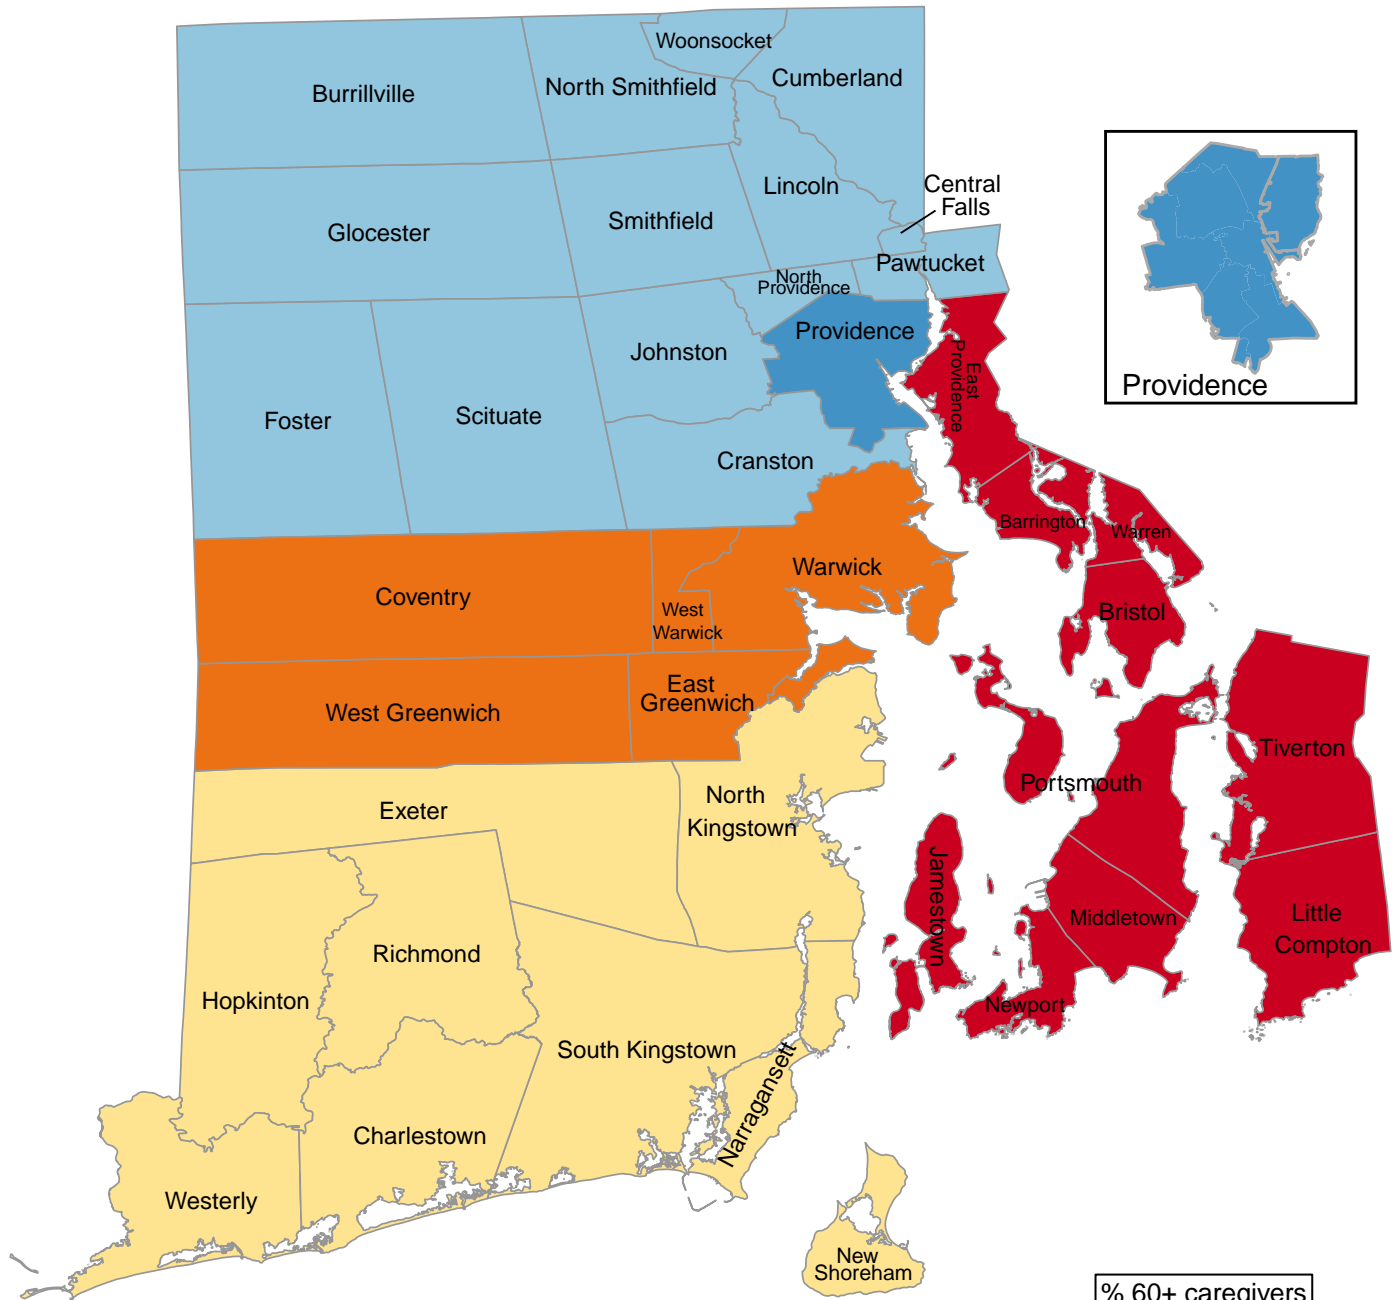 Woonsocket
Burrillville
North Smithfield
Cumberland
Central
Falls
Lincoln
Glocester
Smithfield
Pawtucket
North
Providence
Providence
Johnston
East
Providence
Foster
Scituate
Cranston
Providence
Barrington
Warren
Warwick
Coventry
West
Warwick
Bristol
East
Greenwich
West Greenwich
Tiverton
Portsmouth
Exeter
North
Kingstown
Jamestown
Middletown
Little
Compton
Richmond
Hopkinton
Newport
South Kingstown
Narragansett
Charlestown
Westerly
New
Shoreham
% 60+ caregivers